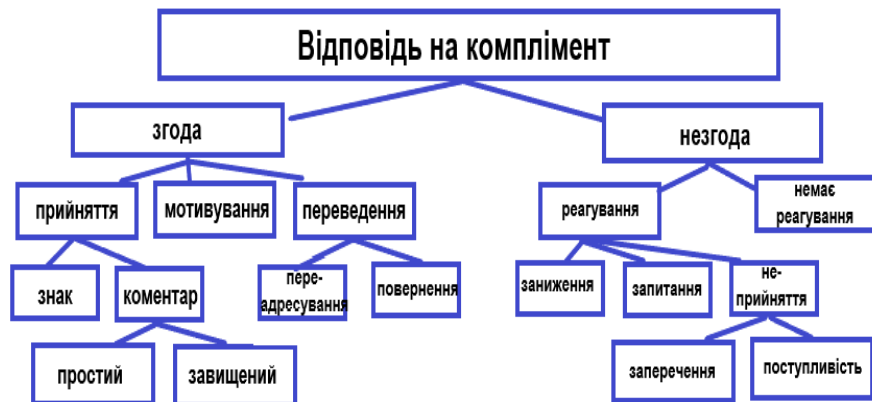 Відповідь на комплімент
згода
незгода
прийняття
мотивування
переведення
реагування
немає
реагування
знак
коментар
пере-
адресування
повернення
заниження
запитання
не-
прийняття
простий
завищений
заперечення
поступливість